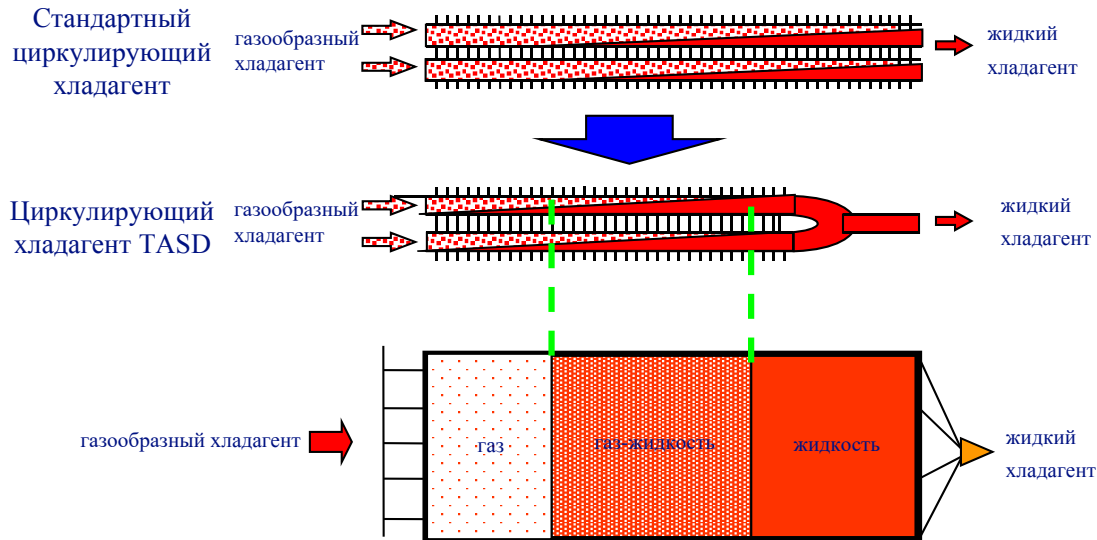 Стандартный
циркулирующий
хладагент
газообразный
хладагент
жидкий
хладагент
Циркулирующий
хладагент TASD
газообразный
хладагент
жидкий
хладагент
газообразный хладагент
газ
газ-жидкость
жидкость
жидкий
хладагент